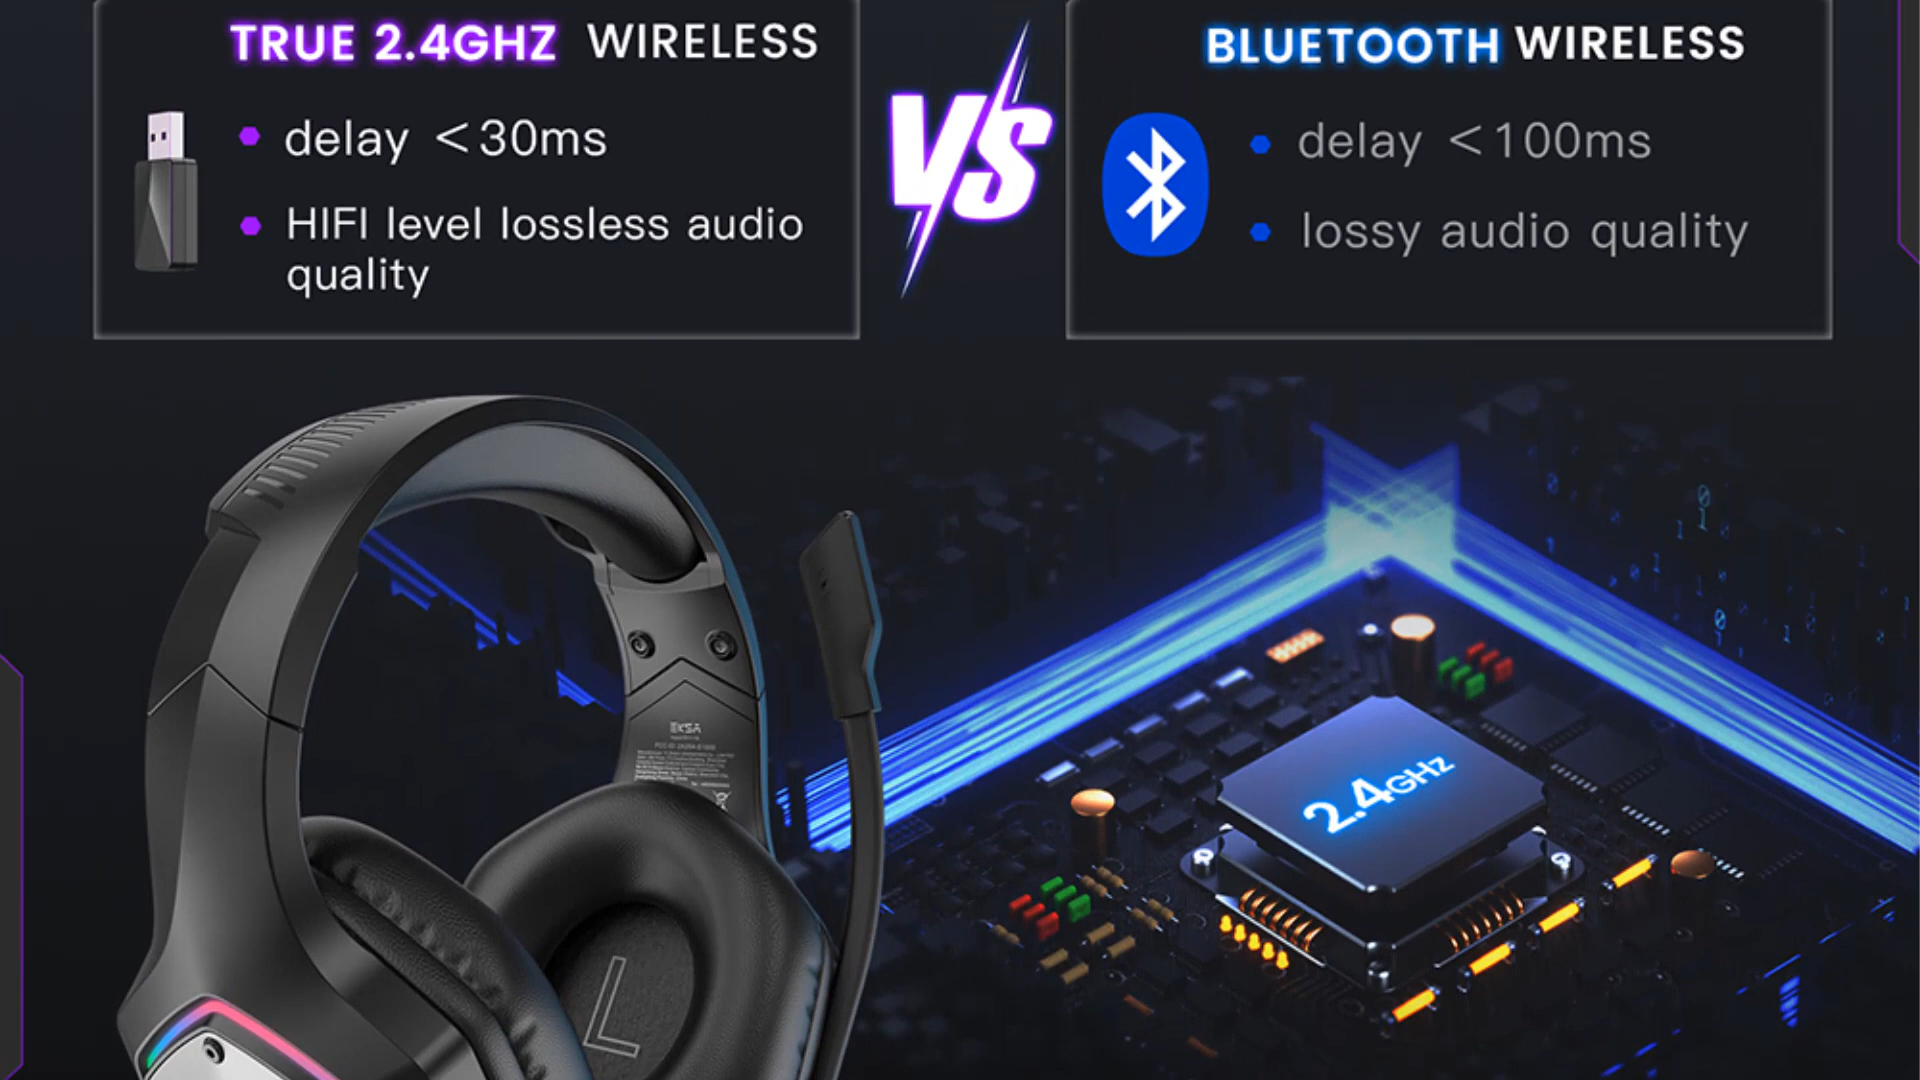 TRUE 2.4GHZ WIRELESS
delay <30ms
HIFI level lossless audio
quality
VS
BLUETOOTH WIRELESS
delay <100ms
lossy audio quality
EKSA
L
2.4GHz